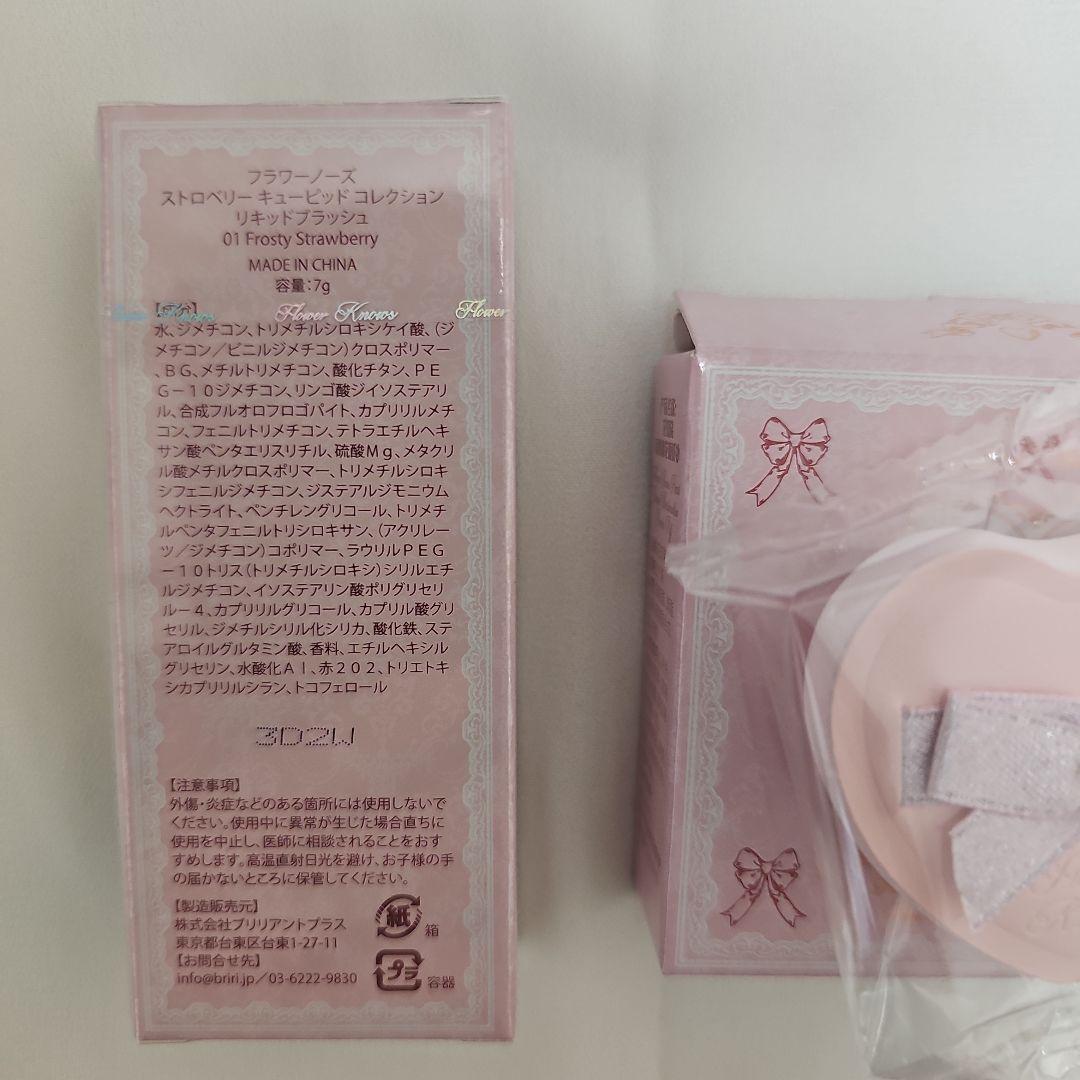 フラワーノーズ
ストロベリー キューピッド コレクション
リキッドブラッシュ
01 Frosty Strawberry
MADE IN CHINA
容量:7g
【成分】
Flower Knows
Flower
水、ジメチコン、トリメチルシロキシケイ酸、(ジ
メチコン/ビニルジメチコン)クロスポリマー
、BG、メチルトリメチコン、酸化チタン、PE
G-10ジメチコン、リンゴ酸ジイソステアリ
ル、合成フルオロフロゴパイト、カプリリルメチ
コン、フェニルトリメチコン、テトラエチルヘキ
サン酸ペンタエリスリチル、硫酸Mg、メタクリ
ル酸メチルクロスポリマー、トリメチルシロキ
シフェニルジメチコン、ジステアルジモニウム
ヘクトライト、ペンチレングリコール、トリメチ
ルペンタフェニルトリシロキサン、(アクリレー
ツ/ジメチコン)コポリマー、ラウリルPEG
-10トリス(トリメチルシロキシ)シリルエチ
ルジメチコン、イソステアリン酸ポリグリセリ
ル-4、カプリリルグリコール、カプリル酸グリ
セリル、ジメチルシリル化シリカ、酸化鉄、ステ
アロイルグルタミン酸、香料、エチルヘキシル
グリセリン、水酸化Al、赤202、トリエトキ
シカプリリルシラン、トコフェロール
3D2W
【注意事項】
外傷・炎症などのある箇所には使用しないで
ください。使用中に異常が生じた場合直ちに
使用を中止し、医師に相談されることをおす
すめします。高温直射日光を避け、お子様の手
の届かないところに保管してください。
【製造販売元】
株式会社ブリリアントプラス
東京都台東区台東1-27-11
【お問合せ先】
info@briri.jp/03-6222-9830
紙 箱
プラ 容器